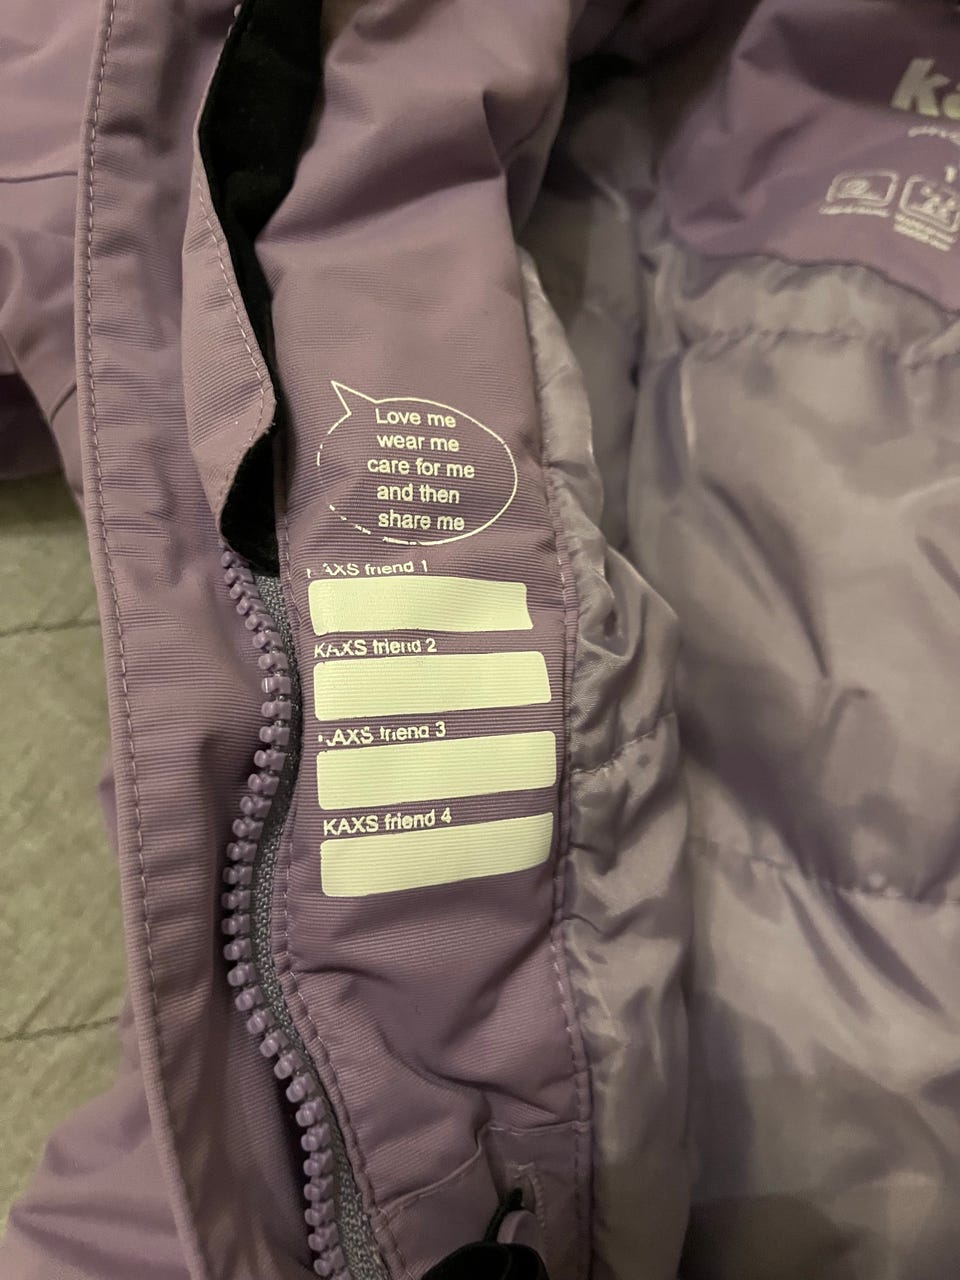 Love me
wear me
care for me
and then
share me
KAXS friend 1
KAXS friend 2
KAXS friend 3
KAXS friend 4